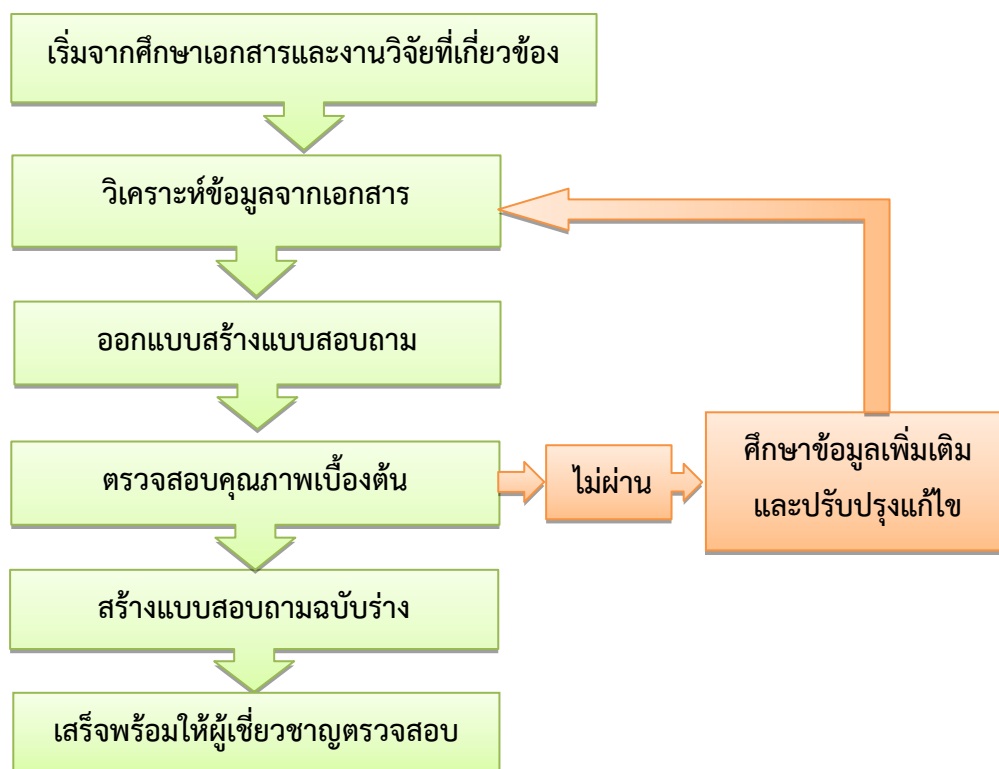 เริ่มจากศึกษาเอกสารและงานวิจัยที่เกี่ยวข้อง
วิเคราะห์ข้อมูลจากเอกสาร
ออกแบบสร้างแบบสอบถาม
ตรวจสอบคุณภาพเบื้องต้น
ไม่ผ่าน
ศึกษาข้อมูลเพิ่มเติม
และปรับปรุงแก้ไข
สร้างแบบสอบถามฉบับร่าง
เสร็จพร้อมให้ผู้เชี่ยวชาญตรวจสอบ